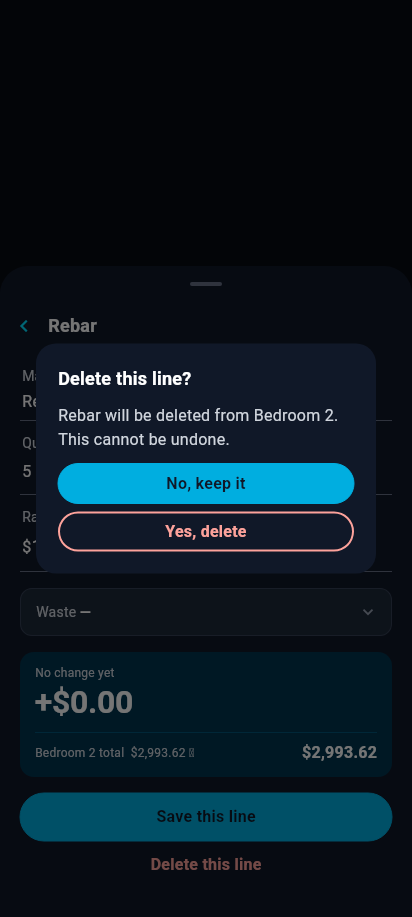 Rebar
Delete this line?
Rebar will be deleted from Bedroom 2.
This cannot be undone.
No, keep it
Yes, delete
5
Waste —
No change yet
+$0.00
Bedroom 2 total $2,993.62
$2,993.62
Save this line
Delete this line